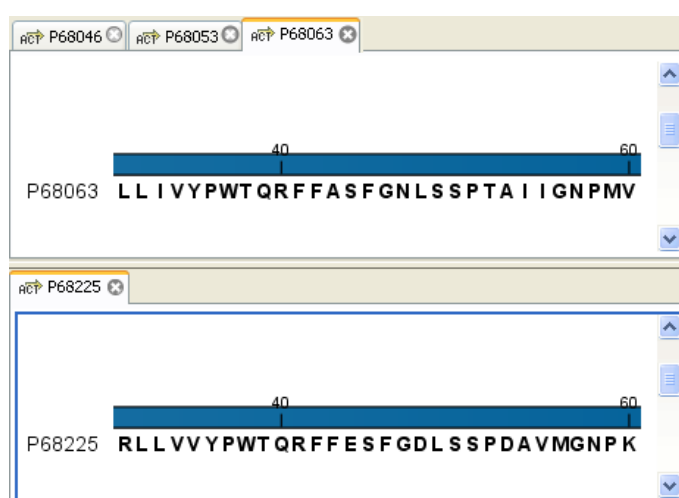 P68046 P68053 P68063
40 60
P68063 LLIVYPWTQRFFASFGNLSSPTAIIGNPMV
P68225
40 60
P68225 RLLVVYPWTQRFFESFGDLSSPDAVMGNPK